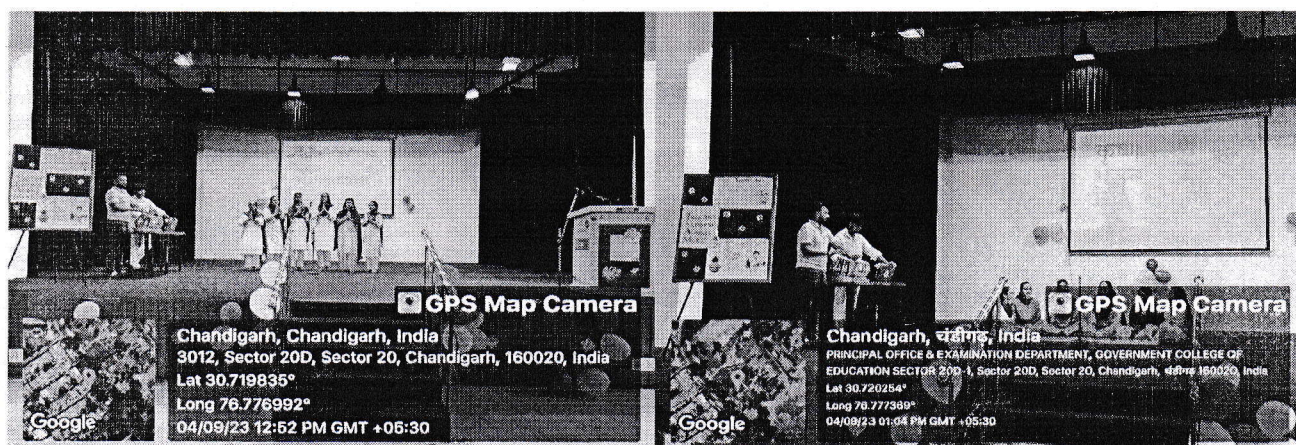 GPS Map Camera
Chandigarh, Chandigarh, India
3012, Sector 20D, Sector 20, Chandigarh, 160020, India
Lat 30.719835°
Long 76.776992°
04/09/23 12:52 PM GMT +05:30
Google
GPS Map Camera
Chandigarh, चंडीगढ़, India
PRINCIPAL OFFICE & EXAMINATION DEPARTMENT, GOVERNMENT COLLEGE OF
EDUCATION SECTOR 20D-1, Sector 20D, Sector 20, Chandigarh, चंडीगढ़ 160020, India
Lat 30.720254°
Long 76.777369°
04/09/23 01:04 PM GMT +05:30
Google